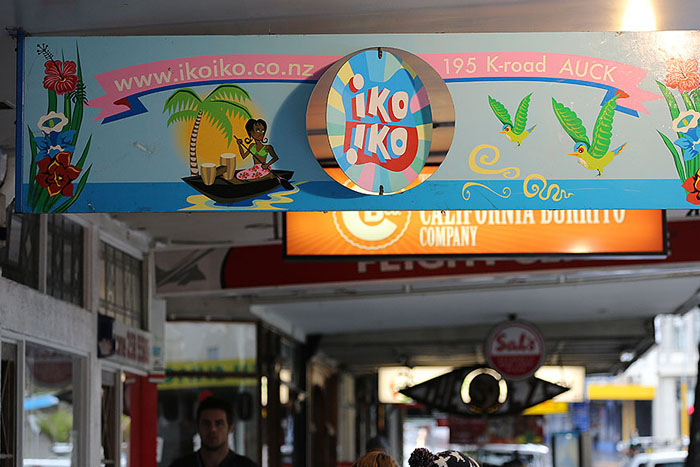 www.ikoiko.co.nz
195 K-road AUCK
iKO
iKO
CALIFORNIA BURRITO
COMPANY
Sal's